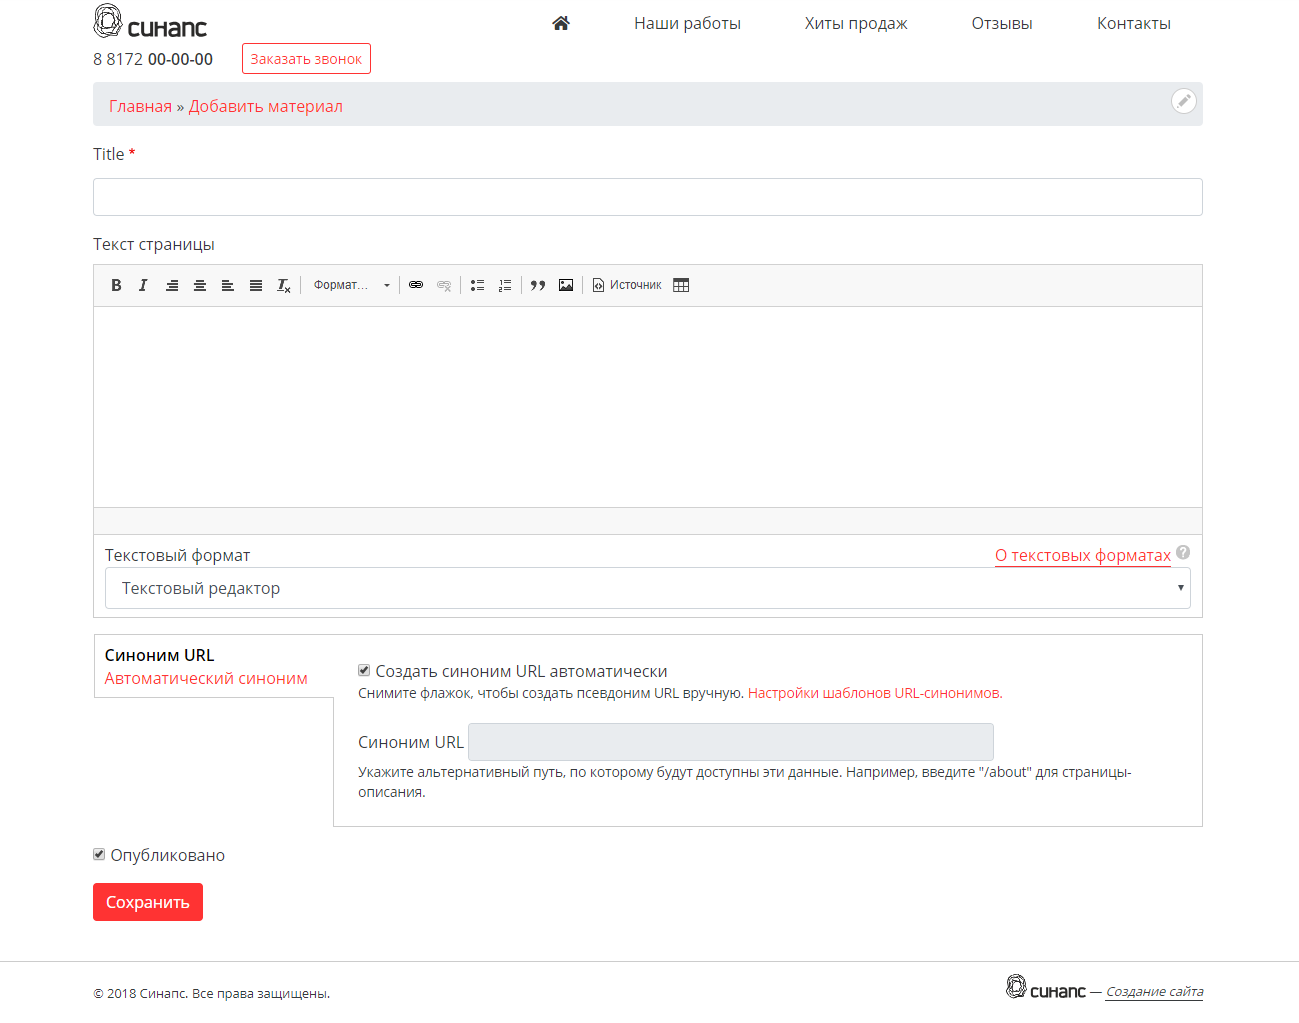 синапс
Наши работы
Хиты продаж
Отзывы
Контакты
8 8172 00-00-00
Заказать звонок
Главная » Добавить материал
Title *
Текст страницы
B I Tx Формат... Источник
Текстовый формат
О текстовых форматах ?
Текстовый редактор
Синоним URL
Автоматический синоним
Создать синоним URL автоматически
Снимите флажок, чтобы создать псевдоним URL вручную. Настройки шаблонов URL-синонимов.
Синоним URL
Укажите альтернативный путь, по которому будут доступны эти данные. Например, введите "/about" для страницы-
описания.
Опубликовано
Сохранить
© 2018 Синапс. Все права защищены.
синапс — Создание сайта